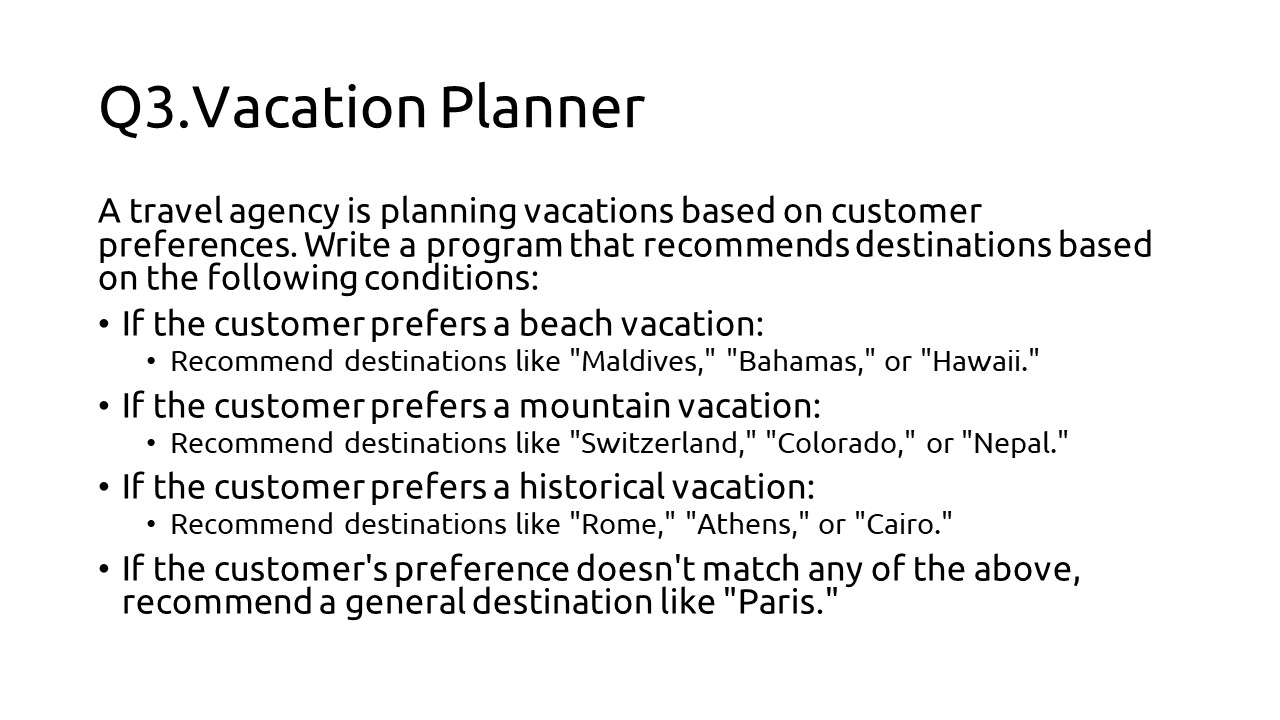 Q3.Vacation Planner
A travel agency is planning vacations based on customer
preferences. Write a program that recommends destinations based
on the following conditions:
• If the customer prefers a beach vacation:
• Recommend destinations like "Maldives," "Bahamas," or "Hawaii."
• If the customer prefers a mountain vacation:
• Recommend destinations like "Switzerland," "Colorado," or "Nepal."
• If the customer prefers a historical vacation:
• Recommend destinations like "Rome," "Athens," or "Cairo."
• If the customer's preference doesn't match any of the above,
recommend a general destination like "Paris."